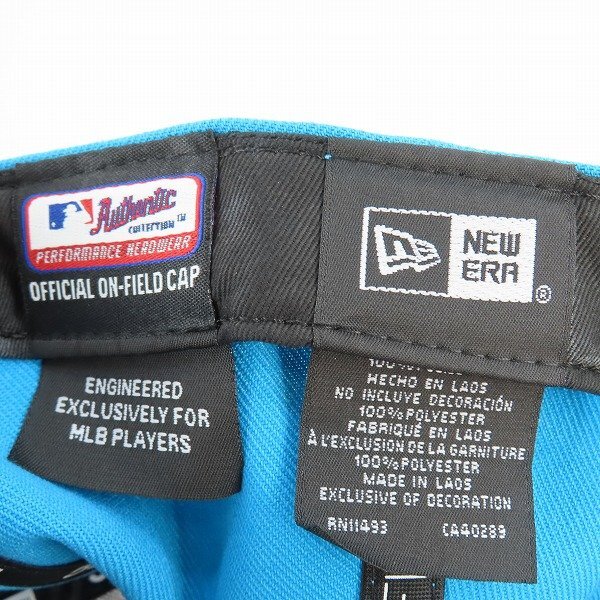 Authentic
COLLECTION TM
PERFORMANCE HEADWEAR
OFFICIAL ON-FIELD CAP
NEW
ERA
®
ENGINEERED
EXCLUSIVELY FOR
MLB PLAYERS
HECHO EN LAOS
NO INCLUYE DECORACIÓN
100% POLYESTER
FABRIQUÉ EN LAOS
À L'EXCLUSION DE LA GARNITURE
100% POLYESTER
MADE IN LAOS
EXCLUSIVE OF DECORATION
RN11493 CA40289